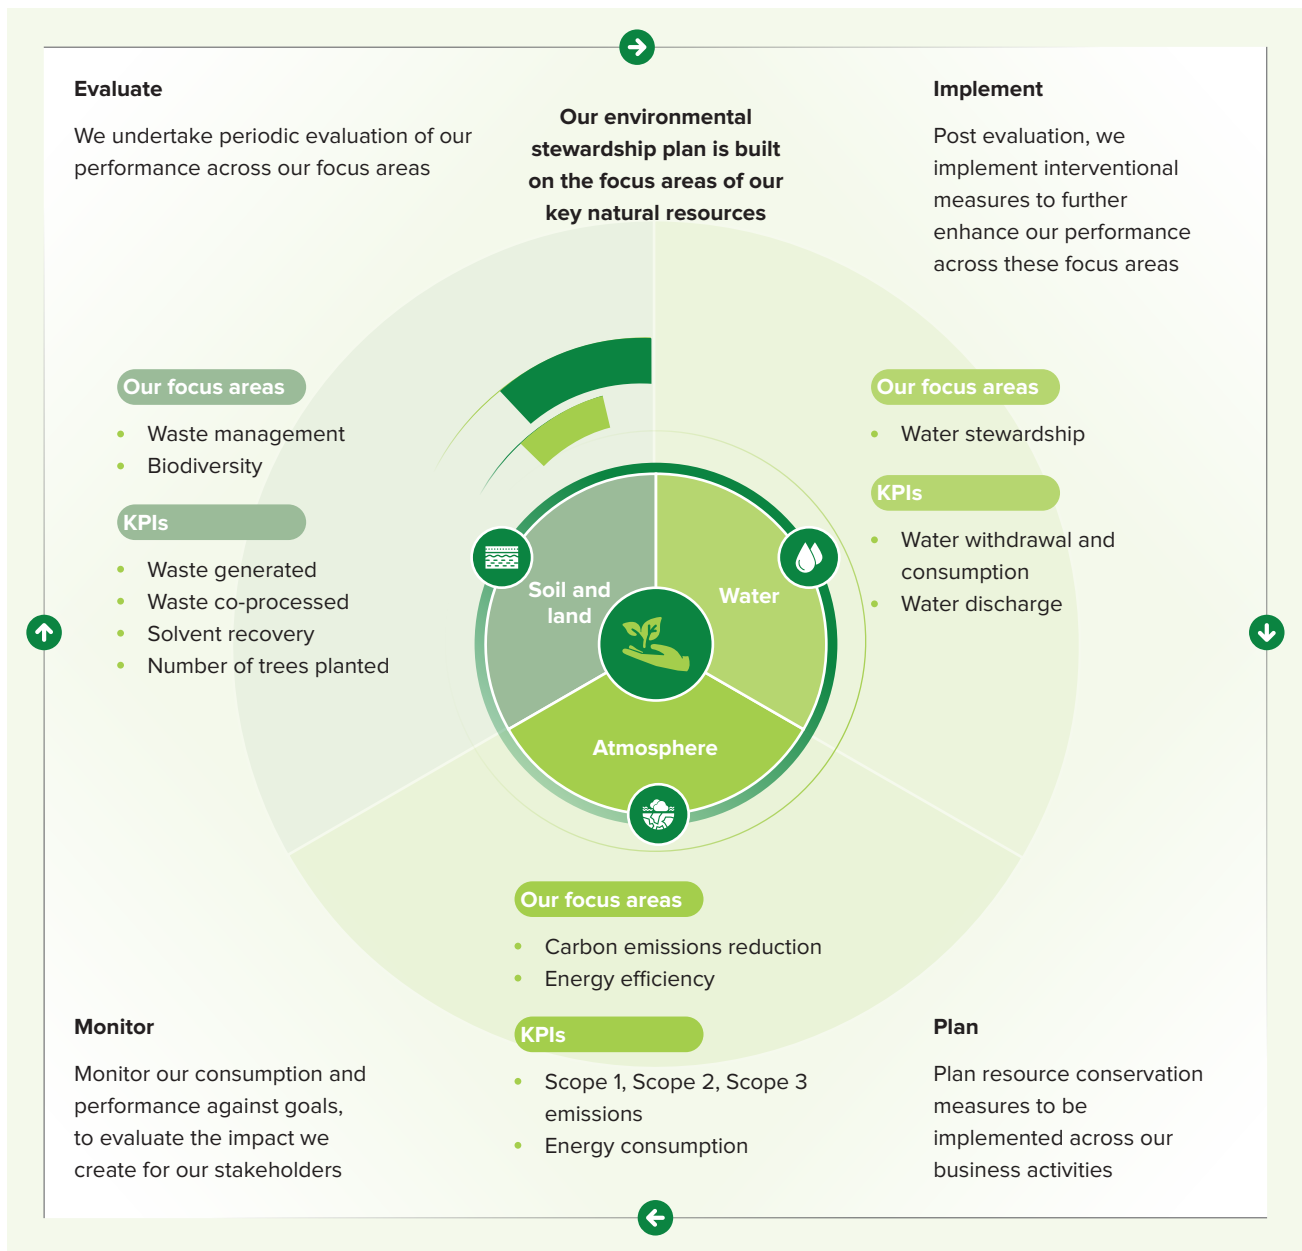 Evaluate
We undertake periodic evaluation of our
performance across our focus areas
Our environmental
stewardship plan is built
on the focus areas of our
key natural resources
Implement
Post evaluation, we
implement interventional
measures to further
enhance our performance
across these focus areas
Our focus areas
Waste management
Biodiversity
KPIs
Waste generated
Waste co-processed
Solvent recovery
Number of trees planted
Soil and
land
Water
Atmosphere
Our focus areas
Water stewardship
KPIs
Water withdrawal and
consumption
Water discharge
Our focus areas
Carbon emissions reduction
Energy efficiency
KPIs
Scope 1, Scope 2, Scope 3
emissions
Energy consumption
Monitor
Monitor our consumption and
performance against goals,
to evaluate the impact we
create for our stakeholders
Plan
Plan resource conservation
measures to be
implemented across our
business activities